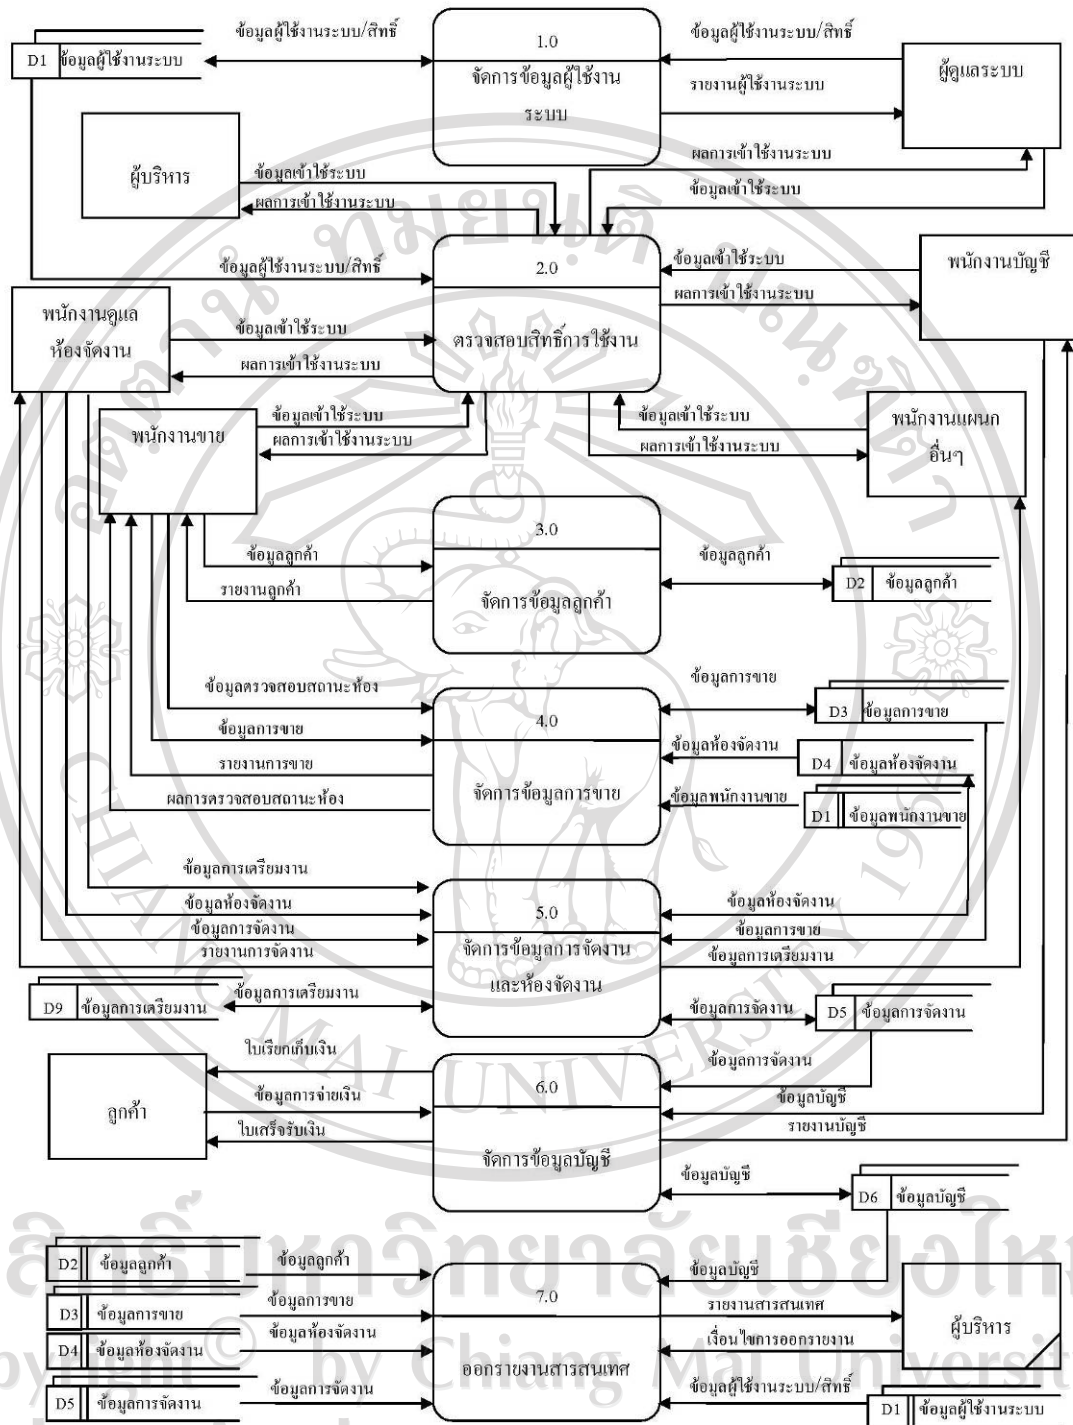 ข้อมูลผู้ใช้งานระบบ/สิทธิ์
1.0
ข้อมูลผู้ใช้งานระบบ/สิทธิ์
D1 ข้อมูลผู้ใช้งานระบบ
จัดการข้อมูลผู้ใช้งาน
ระบบ
ผู้ดูแลระบบ
รายงานผู้ใช้งานระบบ
ผู้บริหาร
ข้อมูลเข้าใช้ระบบ
ผลการเข้าใช้งานระบบ
ผลการเข้าใช้งานระบบ
ข้อมูลเข้าใช้ระบบ
ข้อมูลผู้ใช้งานระบบ/สิทธิ์
2.0
ตรวจสอบสิทธิ์การใช้งาน
ข้อมูลเข้าใช้ระบบ
ผลการเข้าใช้งานระบบ
พนักงานบัญชี
พนักงานดูแล
ห้องจัดงาน
ข้อมูลเข้าใช้ระบบ
ผลการเข้าใช้งานระบบ
พนักงานขาย
ข้อมูลเข้าใช้ระบบ
ผลการเข้าใช้งานระบบ
ข้อมูลเข้าใช้ระบบ
ผลการเข้าใช้งานระบบ
พนักงานแผนก
อื่นๆ
3.0
จัดการข้อมูลลูกค้า
ข้อมูลลูกค้า
รายงานลูกค้า
ข้อมูลลูกค้า
D2 ข้อมูลลูกค้า
ข้อมูลตรวจสอบสถานะห้อง
ข้อมูลการขาย
รายงานการขาย
ผลการตรวจสอบสถานะห้อง
4.0
จัดการข้อมูลการขาย
ข้อมูลการขาย
D3 ข้อมูลการขาย
ข้อมูลห้องจัดงาน
D4 ข้อมูลห้องจัดงาน
ข้อมูลพนักงานขาย
D1 ข้อมูลพนักงานขาย
ข้อมูลการเตรียมงาน
ข้อมูลห้องจัดงาน
ข้อมูลการจัดงาน
รายงานการจัดงาน
5.0
จัดการข้อมูลการจัดงาน
และห้องจัดงาน
ข้อมูลห้องจัดงาน
ข้อมูลการขาย
ข้อมูลการเตรียมงาน
D9 ข้อมูลการเตรียมงาน
ข้อมูลการเตรียมงาน
ข้อมูลการจัดงาน
D5 ข้อมูลการจัดงาน
ใบเรียกเก็บเงิน
ลูกค้า
ข้อมูลการจ่ายเงิน
ใบเสร็จรับเงิน
6.0
จัดการข้อมูลบัญชี
ข้อมูลการจัดงาน
ข้อมูลบัญชี
รายงานบัญชี
ข้อมูลบัญชี
D6 ข้อมูลบัญชี
D2 ข้อมูลลูกค้า
ข้อมูลลูกค้า
D3 ข้อมูลการขาย
ข้อมูลการขาย
D4 ข้อมูลห้องจัดงาน
ข้อมูลห้องจัดงาน
D5 ข้อมูลการจัดงาน
ข้อมูลการจัดงาน
7.0
ออกรายงานสารสนเทศ
ข้อมูลบัญชี
รายงานสารสนเทศ
เงื่อนไขการออกรายงาน
ผู้บริหาร
ข้อมูลผู้ใช้งานระบบ/สิทธิ์
D1 ข้อมูลผู้ใช้งานระบบ
CHIANG MAI UNIVERSITY 1964
by Chiang Mai University